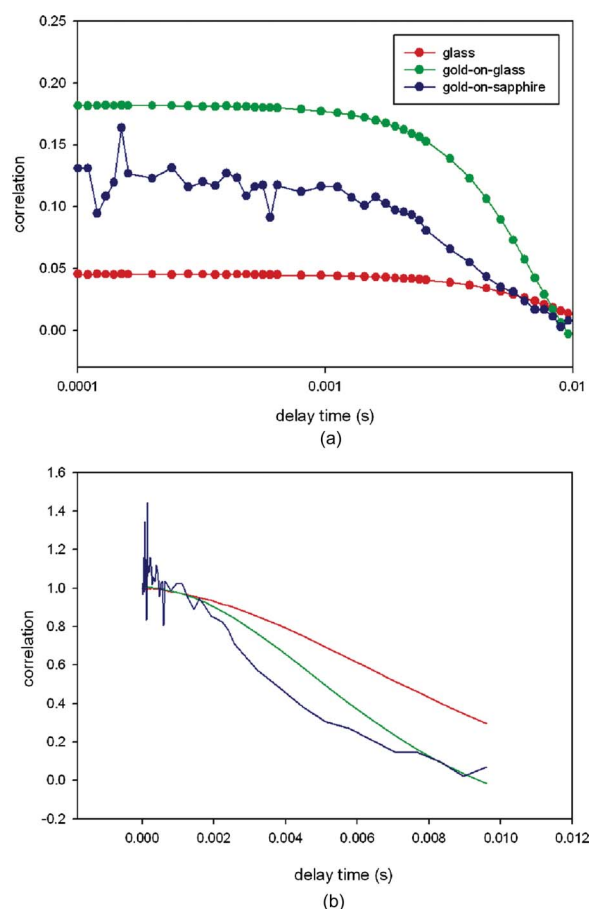 0.25
0.20
0.15
0.10
0.05
0.00
correlation
glass
gold-on-glass
gold-on-sapphire
0.0001 0.001 0.01
delay time (s)
(a)
1.6
1.4
1.2
1.0
0.8
0.6
0.4
0.2
0.0
-0.2
correlation
0.000 0.002 0.004 0.006 0.008 0.010 0.012
delay time (s)
(b)